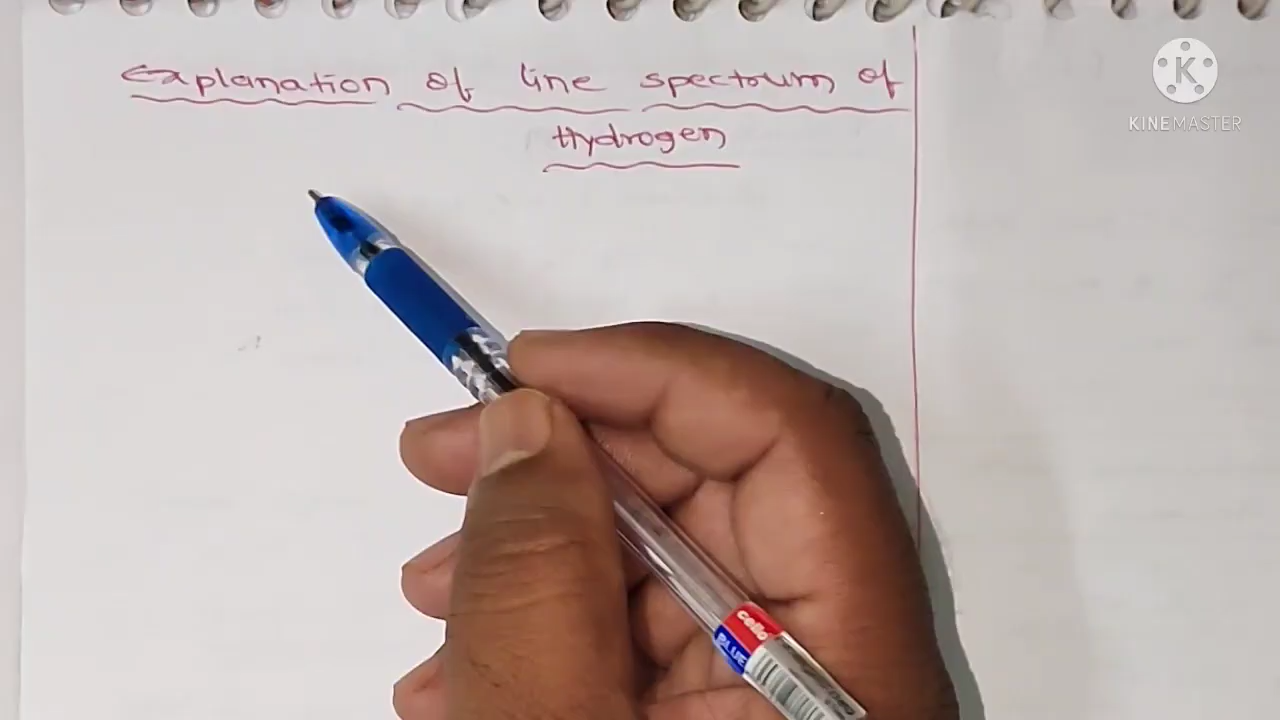 Explanation of line spectrum of
Hydrogen
K
KINEMASTER
cello
BLUE